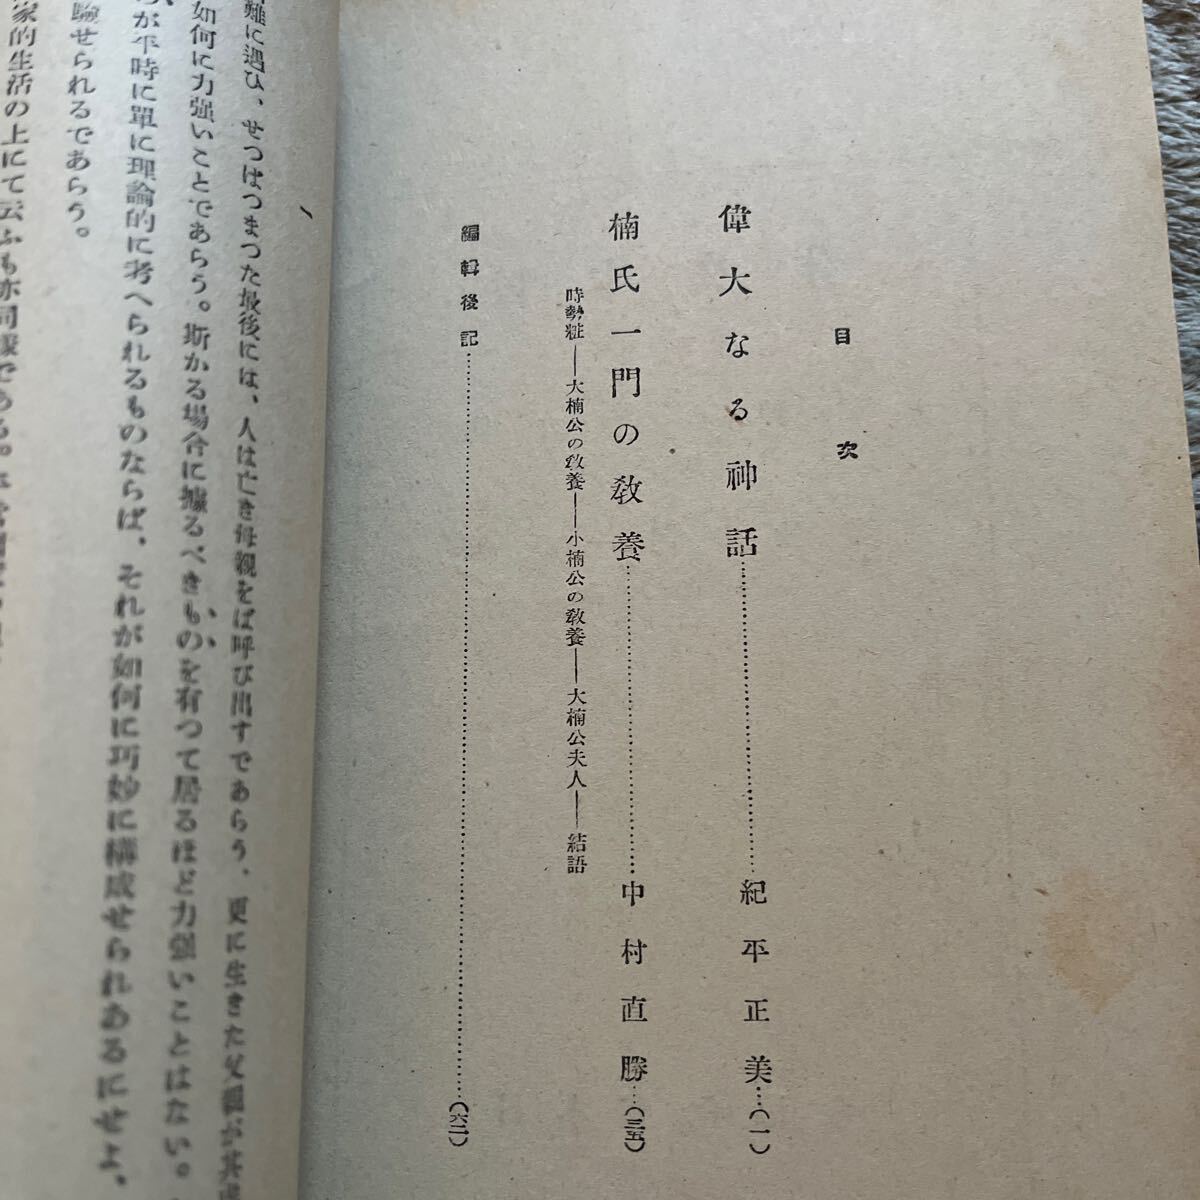 目次
偉大なる神話……紀平正美…(一)
楠氏一門の教養……中村直勝…(三五)
時勢粧―大楠公の教養―小楠公の教養―大楠公夫人―結語
編輯後記……(六二)
難に遇ひ、せつぱつまつた最後には、人は亡き母親をば呼び出すであらう、更に生きた父親が其
如何に力强いことであらう。斯かる場合に據るべきものを有つて居るほど力强いことはない。
が平時に單に理論的に考へられるものならば、それが如何に巧妙に構成せられあるにせよ、
驗せられるであらう。
家的生活の上にて云ふも亦同樣である。